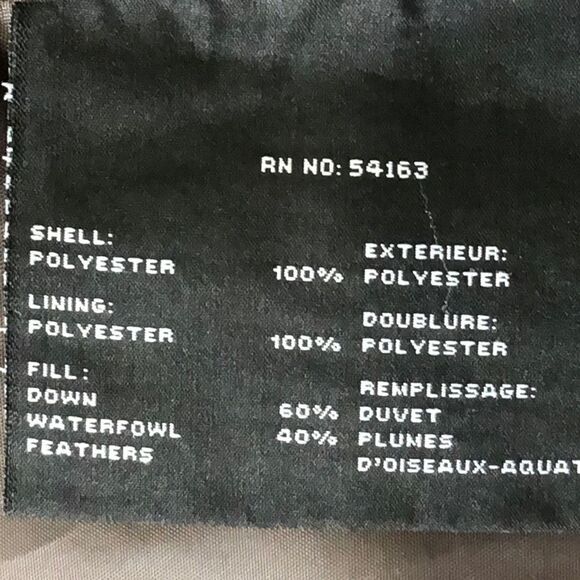 RN NO: 54163
SHELL:
POLYESTER 100%
LINING:
POLYESTER 100%
FILL:
DOWN 60%
WATERFOWL 40%
FEATHERS
EXTERIEUR:
POLYESTER
DOUBLURE:
POLYESTER
REMPLISSAGE:
DUVET
PLUMES
D'OISEAUX-AQUAT